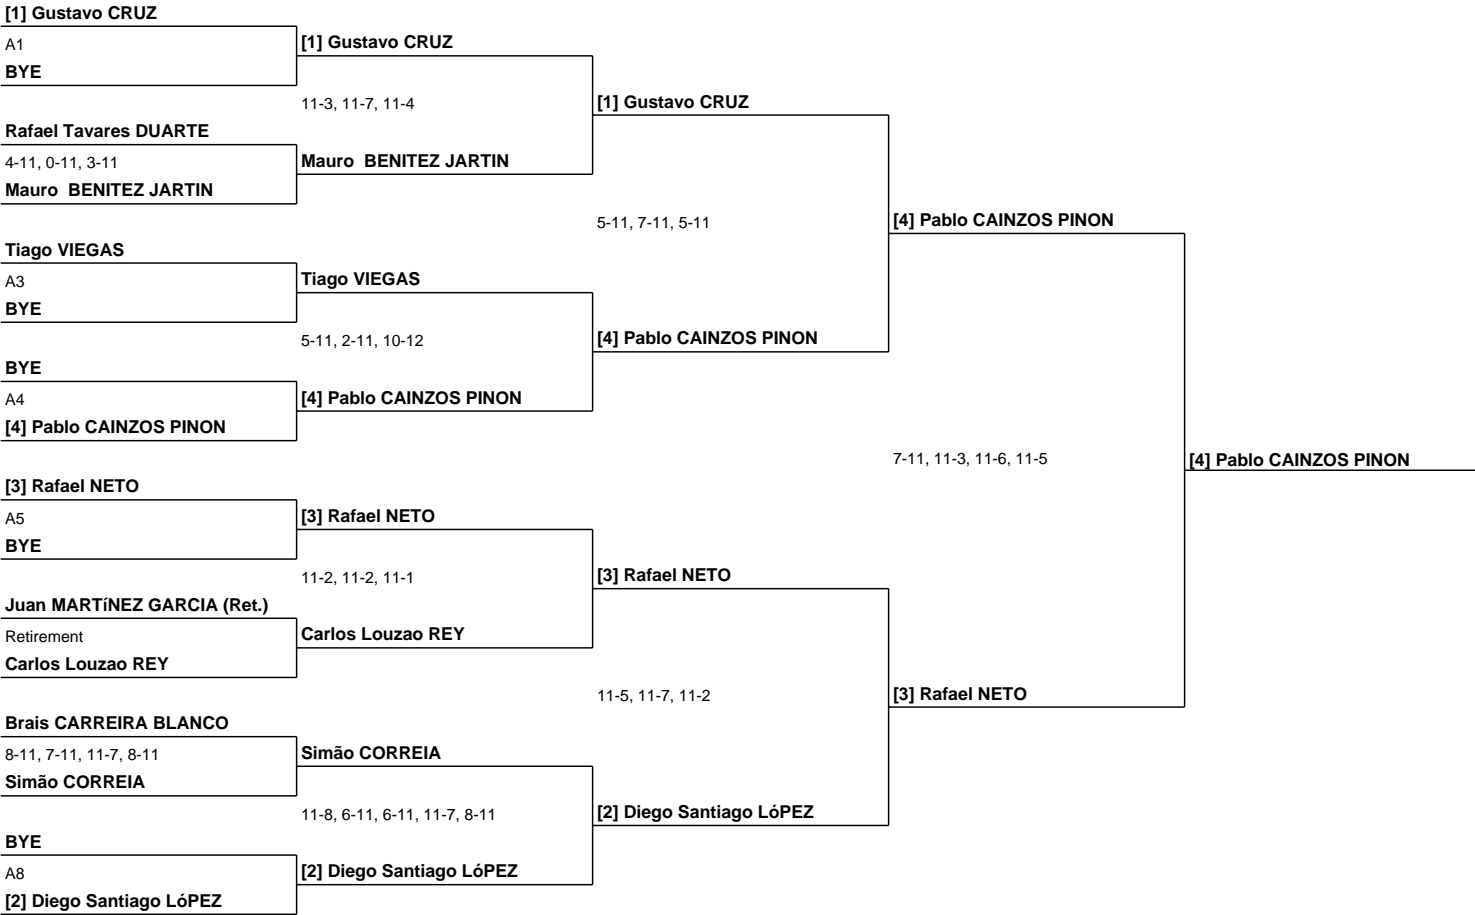 [1] Gustavo CRUZ
A1
BYE
Rafael Tavares DUARTE
4-11, 0-11, 3-11
Mauro  BENITEZ JARTIN
Tiago VIEGAS
A3
BYE
BYE
A4
[4] Pablo CAINZOS PINON
[3] Rafael NETO
A5
BYE
Juan MARTíNEZ GARCIA (Ret.)
Retirement
Carlos Louzao REY
Brais CARREIRA BLANCO
8-11, 7-11, 11-7, 8-11
Simão CORREIA
BYE
A8
[2] Diego Santiago LóPEZ
[1] Gustavo CRUZ
11-3, 11-7, 11-4
Mauro  BENITEZ JARTIN
Tiago VIEGAS
5-11, 2-11, 10-12
[4] Pablo CAINZOS PINON
[3] Rafael NETO
11-2, 11-2, 11-1
Carlos Louzao REY
Simão CORREIA
11-8, 6-11, 6-11, 11-7, 8-11
[2] Diego Santiago LóPEZ
[1] Gustavo CRUZ
5-11, 7-11, 5-11
[4] Pablo CAINZOS PINON
[3] Rafael NETO
11-5, 11-7, 11-2
[2] Diego Santiago LóPEZ
[4] Pablo CAINZOS PINON
7-11, 11-3, 11-6, 11-5
[3] Rafael NETO
[4] Pablo CAINZOS PINON